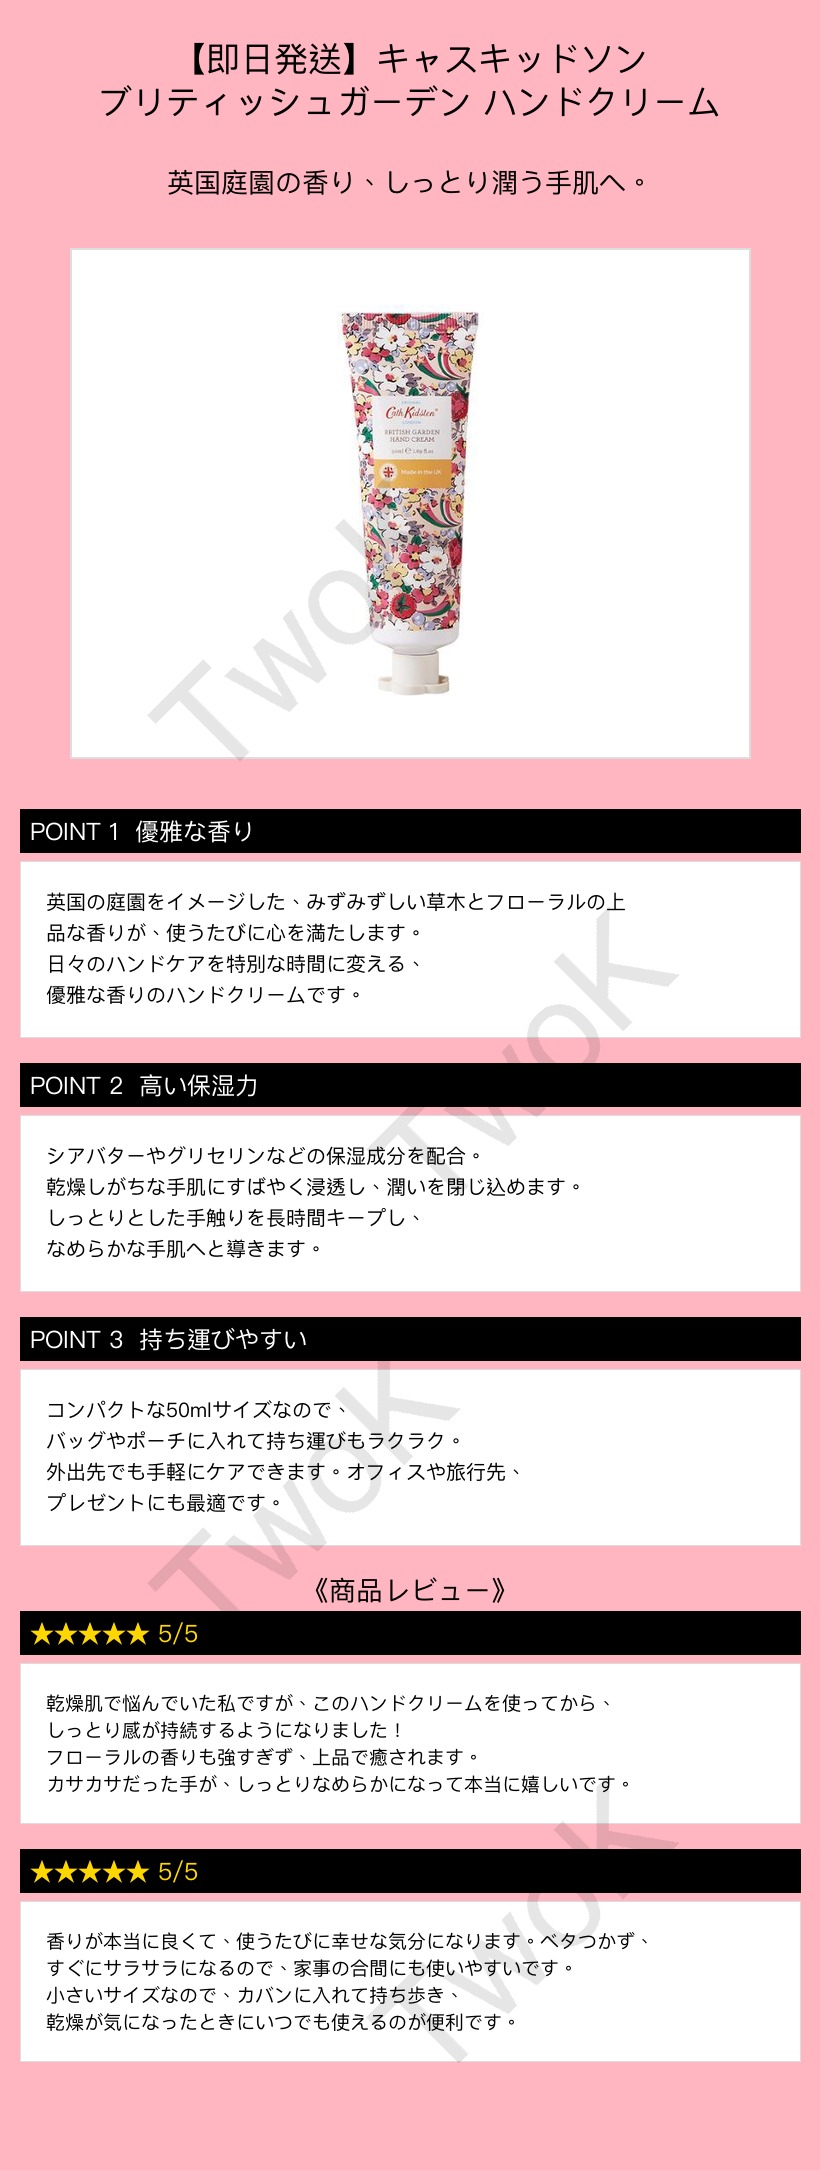 【即日発送】キャスキッドソン
ブリティッシュガーデン ハンドクリーム
英国庭園の香り、しっとり潤う手肌へ。
Cath Kidston
LONDON
BRITISH GARDEN
HAND CREAM
50ml ℮ 1.69 fl.oz
Made in the UK
TwoK
POINT 1 優雅な香り
英国の庭園をイメージした、みずみずしい草木とフローラルの上
品な香りが、使うたびに心を満たします。
日々のハンドケアを特別な時間に変える、
優雅な香りのハンドクリームです。
TwoK
POINT 2 高い保湿力
シアバターやグリセリンなどの保湿成分を配合。
乾燥しがちな手肌にすばやく浸透し、潤いを閉じ込めます。
しっとりとした手触りを長時間キープし、
なめらかな手肌へと導きます。
POINT 3 持ち運びやすい
コンパクトな50mlサイズなので、
バッグやポーチに入れて持ち運びもラクラク。
外出先でも手軽にケアできます。オフィスや旅行先、
プレゼントにも最適です。
TwoK
《商品レビュー》
★★★★★ 5/5
乾燥肌で悩んでいた私ですが、このハンドクリームを使ってから、
しっとり感が持続するようになりました！
フローラルの香りも強すぎず、上品で癒されます。
カサカサだった手が、しっとりなめらかになって本当に嬉しいです。
★★★★★ 5/5
香りが本当に良くて、使うたびに幸せな気分になります。ベタつかず、
すぐにサラサラになるので、家事の合間にも使いやすいです。
小さいサイズなので、カバンに入れて持ち歩き、
乾燥が気になったときにいつでも使えるのが便利です。
TwoK